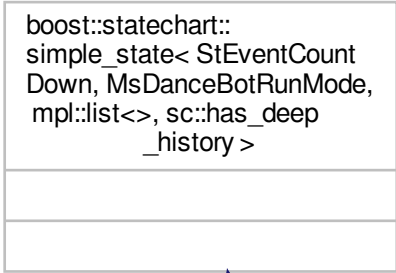 boost::statechart::
simple_state< StEventCount
Down, MsDanceBotRunMode,
mpl::list<>, sc::has_deep
_history >